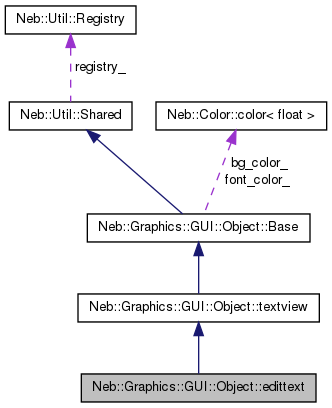 Neb::Util::Registry
registry_
Neb::Util::Shared
Neb::Color::color< float >
bg_color_
font_color_
Neb::Graphics::GUI::Object::Base
Neb::Graphics::GUI::Object::textview
Neb::Graphics::GUI::Object::edittext